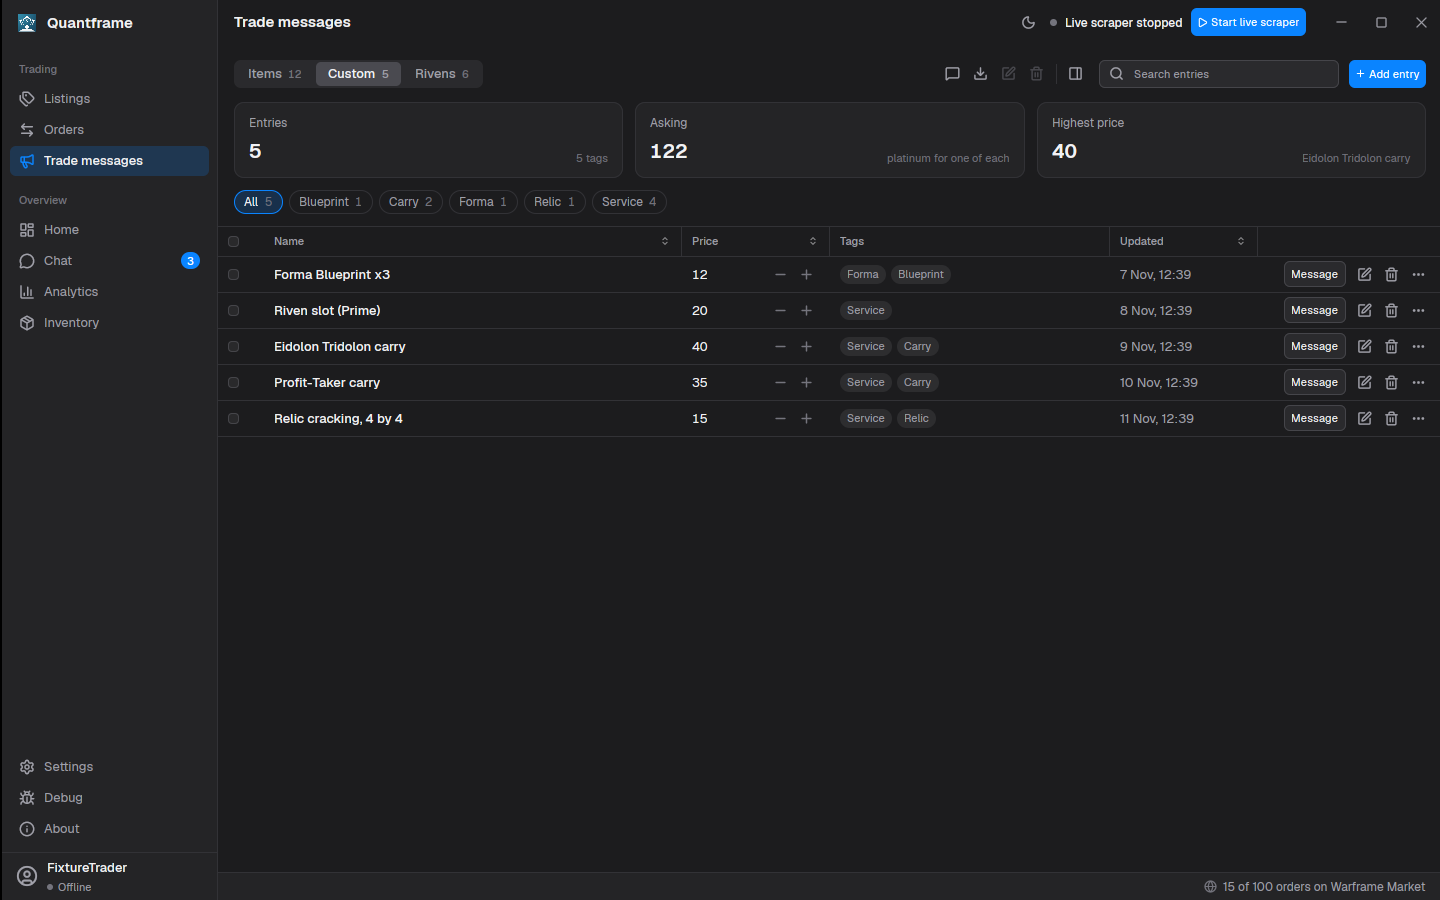 Quantframe
Trade messages
Live scraper stopped
Start live scraper
Trading
Listings
Orders
Trade messages
Overview
Home
Chat 3
Analytics
Inventory
Settings
Debug
About
FixtureTrader
Offline
Items 12
Custom 5
Rivens 6
Search entries
+ Add entry
Entries
5
5 tags
Asking
122
platinum for one of each
Highest price
40
Eidolon Tridolon carry
All 5
Blueprint 1
Carry 2
Forma 1
Relic 1
Service 4
Name Price Tags Updated
Forma Blueprint x3 12 Forma Blueprint 7 Nov, 12:39 Message
Riven slot (Prime) 20 Service 8 Nov, 12:39 Message
Eidolon Tridolon carry 40 Service Carry 9 Nov, 12:39 Message
Profit-Taker carry 35 Service Carry 10 Nov, 12:39 Message
Relic cracking, 4 by 4 15 Service Relic 11 Nov, 12:39 Message
15 of 100 orders on Warframe Market